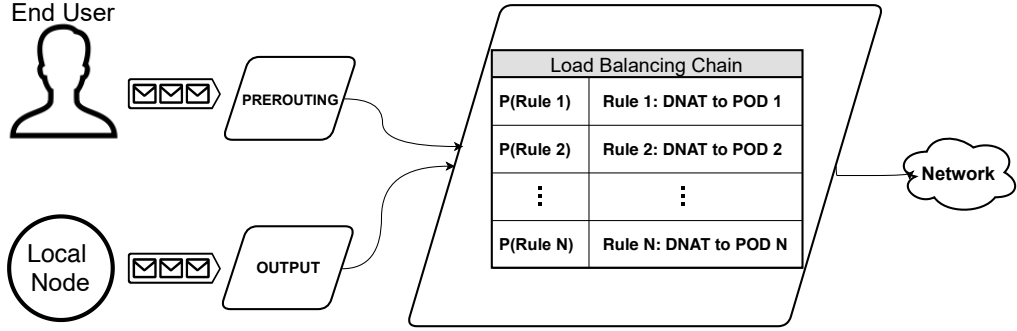 End User
PREROUTING
Load Balancing Chain
P(Rule 1) Rule 1: DNAT to POD 1
P(Rule 2) Rule 2: DNAT to POD 2
⋮ ⋮
P(Rule N) Rule N: DNAT to POD N
Network
Local
Node
OUTPUT